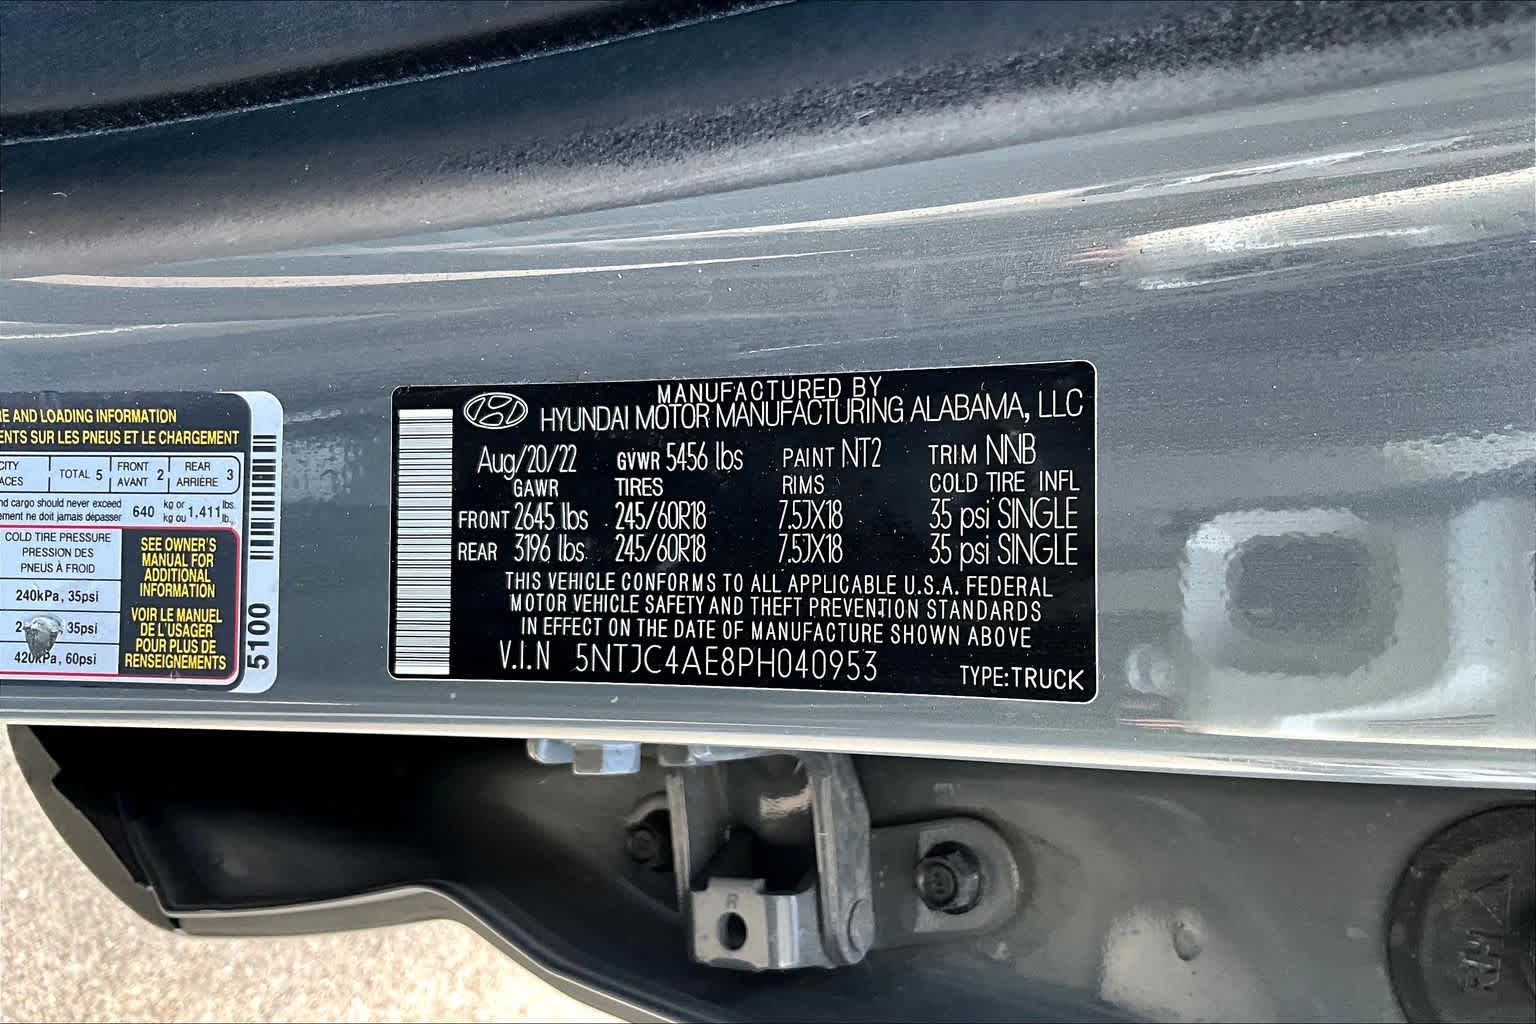 RE AND LOADING INFORMATION
ENTS SUR LES PNEUS ET LE CHARGEMENT
TOTAL 5
FRONT 2
AVANT
REAR 3
ARRIÈRE
cargo should never exceed 640 kg or 1,411 lbs.
ne doit jamais dépasser kg ou lb.
COLD TIRE PRESSURE
PRESSION DES
PNEUS À FROID
240kPa, 35psi
35psi
420kPa, 60psi
SEE OWNER'S
MANUAL FOR
ADDITIONAL
INFORMATION
VOIR LE MANUEL
DE L'USAGER
POUR PLUS DE
RENSEIGNEMENTS
5100
MANUFACTURED BY
HYUNDAI MOTOR MANUFACTURING ALABAMA, LLC
Aug/20/22 GVWR 5456 lbs PAINT NT2 TRIM NNB
GAWR TIRES RIMS COLD TIRE INFL
FRONT 2645 lbs 245/60R18 7.5JX18 35 psi SINGLE
REAR 3196 lbs 245/60R18 7.5JX18 35 psi SINGLE
THIS VEHICLE CONFORMS TO ALL APPLICABLE U.S.A. FEDERAL
MOTOR VEHICLE SAFETY AND THEFT PREVENTION STANDARDS
IN EFFECT ON THE DATE OF MANUFACTURE SHOWN ABOVE
V.I.N 5NTJC4AE8PH040953 TYPE:TRUCK
R